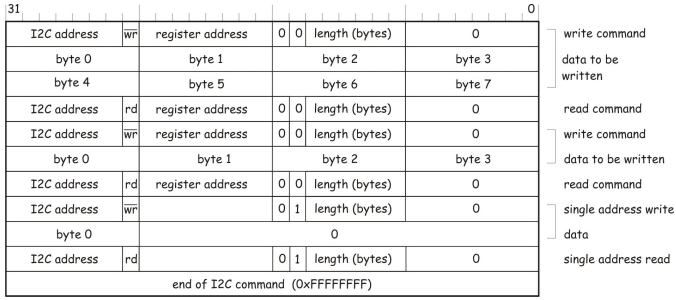 31 0
I2C address wr register address 0 0 length (bytes) 0 write command
byte 0 byte 1 byte 2 byte 3 data to be
byte 4 byte 5 byte 6 byte 7 written
I2C address rd register address 0 0 length (bytes) 0 read command
I2C address wr register address 0 0 length (bytes) 0 write command
byte 0 byte 1 byte 2 byte 3 data to be written
I2C address rd register address 0 0 length (bytes) 0 read command
I2C address wr 0 1 length (bytes) 0 single address write
byte 0 0 data
I2C address rd 0 1 length (bytes) 0 single address read
end of I2C command (0xFFFFFFFF)